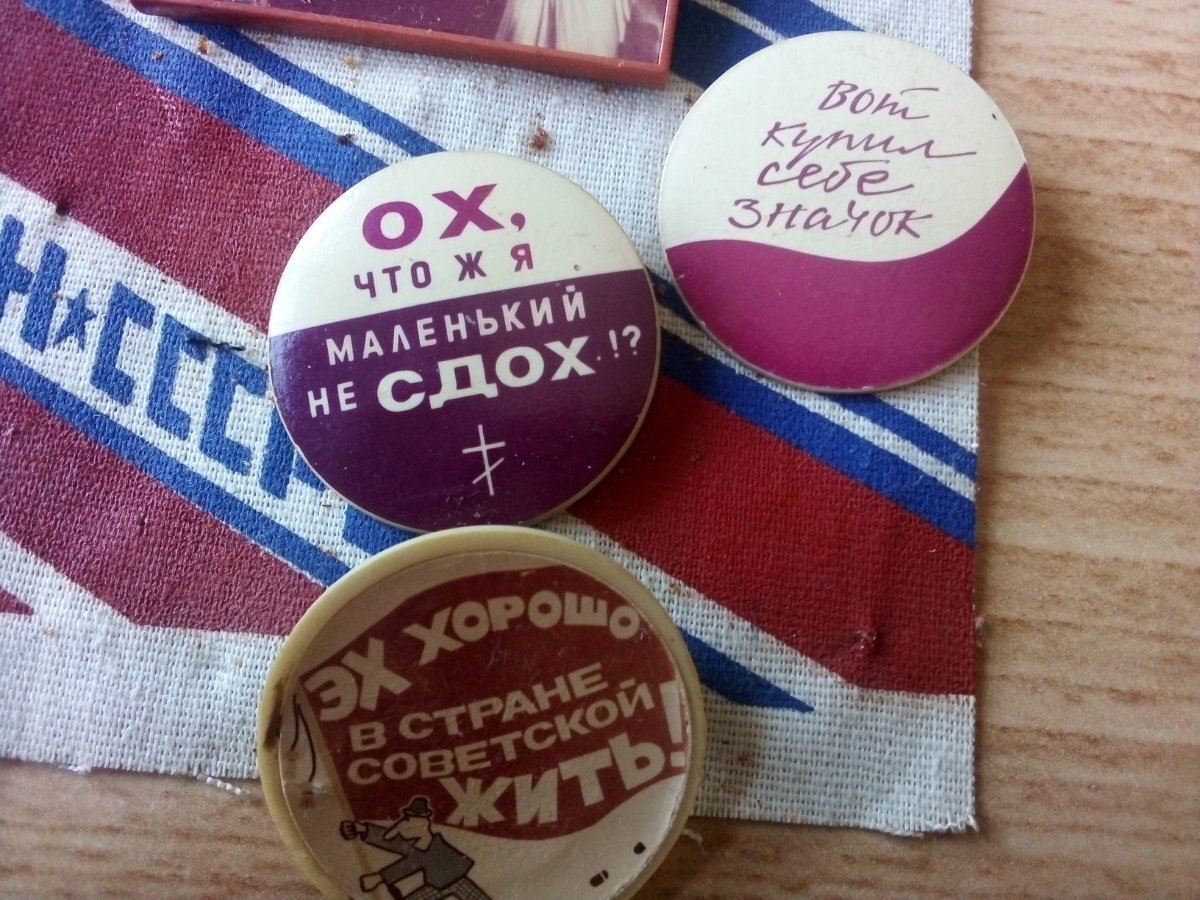 Вот
купил
себе
значок
ОХ,
ЧТО Ж Я
МАЛЕНЬКИЙ
НЕ СДОХ.!?
Н★СССР
ЭХ ХОРОШО
В СТРАНЕ
СОВЕТСКОЙ
ЖИТЬ!